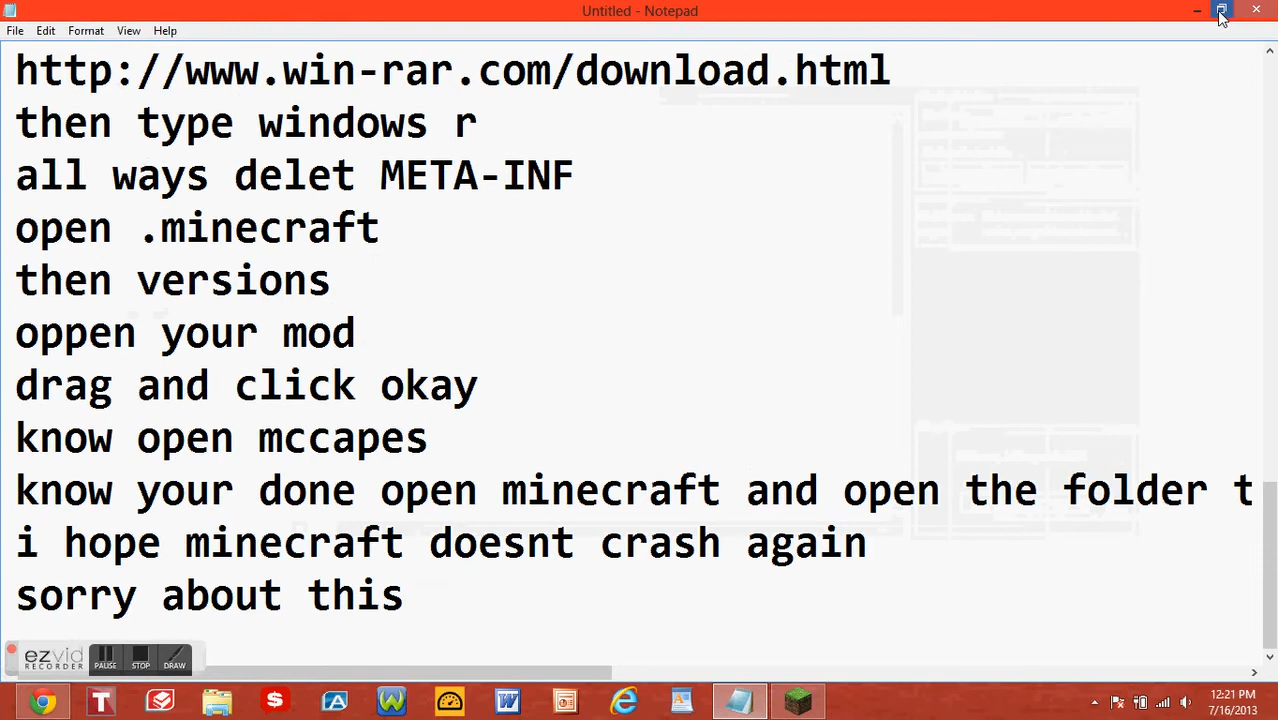 Untitled - Notepad
File Edit Format View Help
http://www.win-rar.com/download.html
then type windows r
all ways delet META-INF
open .minecraft
then versions
oppen your mod
drag and click okay
know open mccapes
know your done open minecraft and open the folder t
i hope minecraft doesnt crash again
sorry about this
ezvid
RECORDER
PAUSE STOP DRAW
12:21 PM
7/16/2013